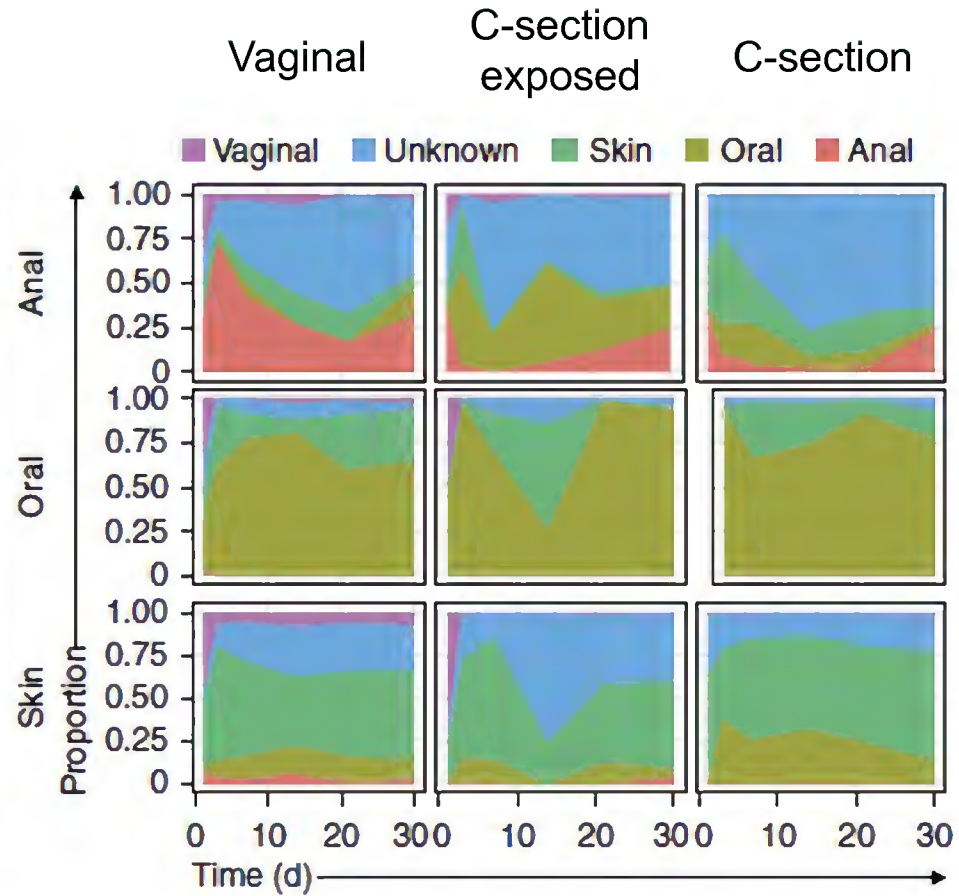 C-section
Vaginal exposed C-section
Vaginal Unknown Skin Oral Anal
1.00
0.75
0.50
0.25
0
Anal
1.00
0.75
0.50
0.25
0
Oral
1.00
0.75
0.50
0.25
0
Skin
Proportion
0 10 20 30 0 10 20 30 0 10 20 30
Time (d)